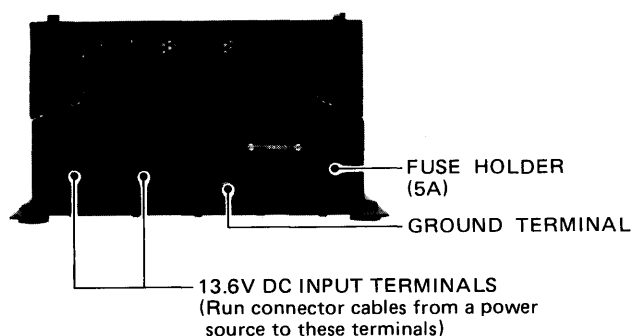 FUSE HOLDER
(5A)
GROUND TERMINAL
13.6V DC INPUT TERMINALS
(Run connector cables from a power
source to these terminals)